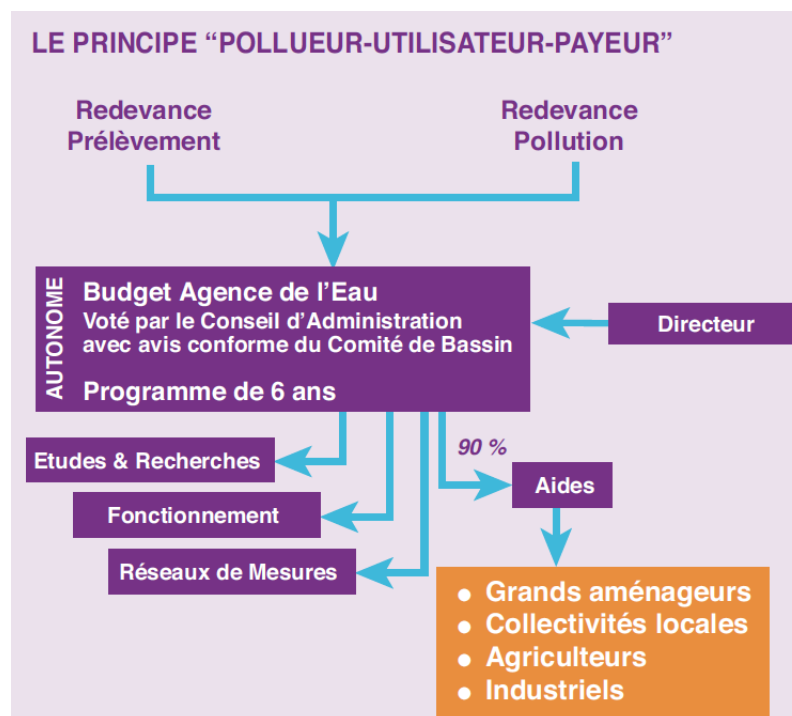 LE PRINCIPE “POLLUEUR-UTILISATEUR-PAYEUR”
Redevance
Prélèvement
Redevance
Pollution
AUTONOME
Budget Agence de l’Eau
Voté par le Conseil d’Administration
avec avis conforme du Comité de Bassin
Programme de 6 ans
Directeur
90 %
Etudes & Recherches
Aides
Fonctionnement
Réseaux de Mesures
• Grands aménageurs
• Collectivités locales
• Agriculteurs
• Industriels